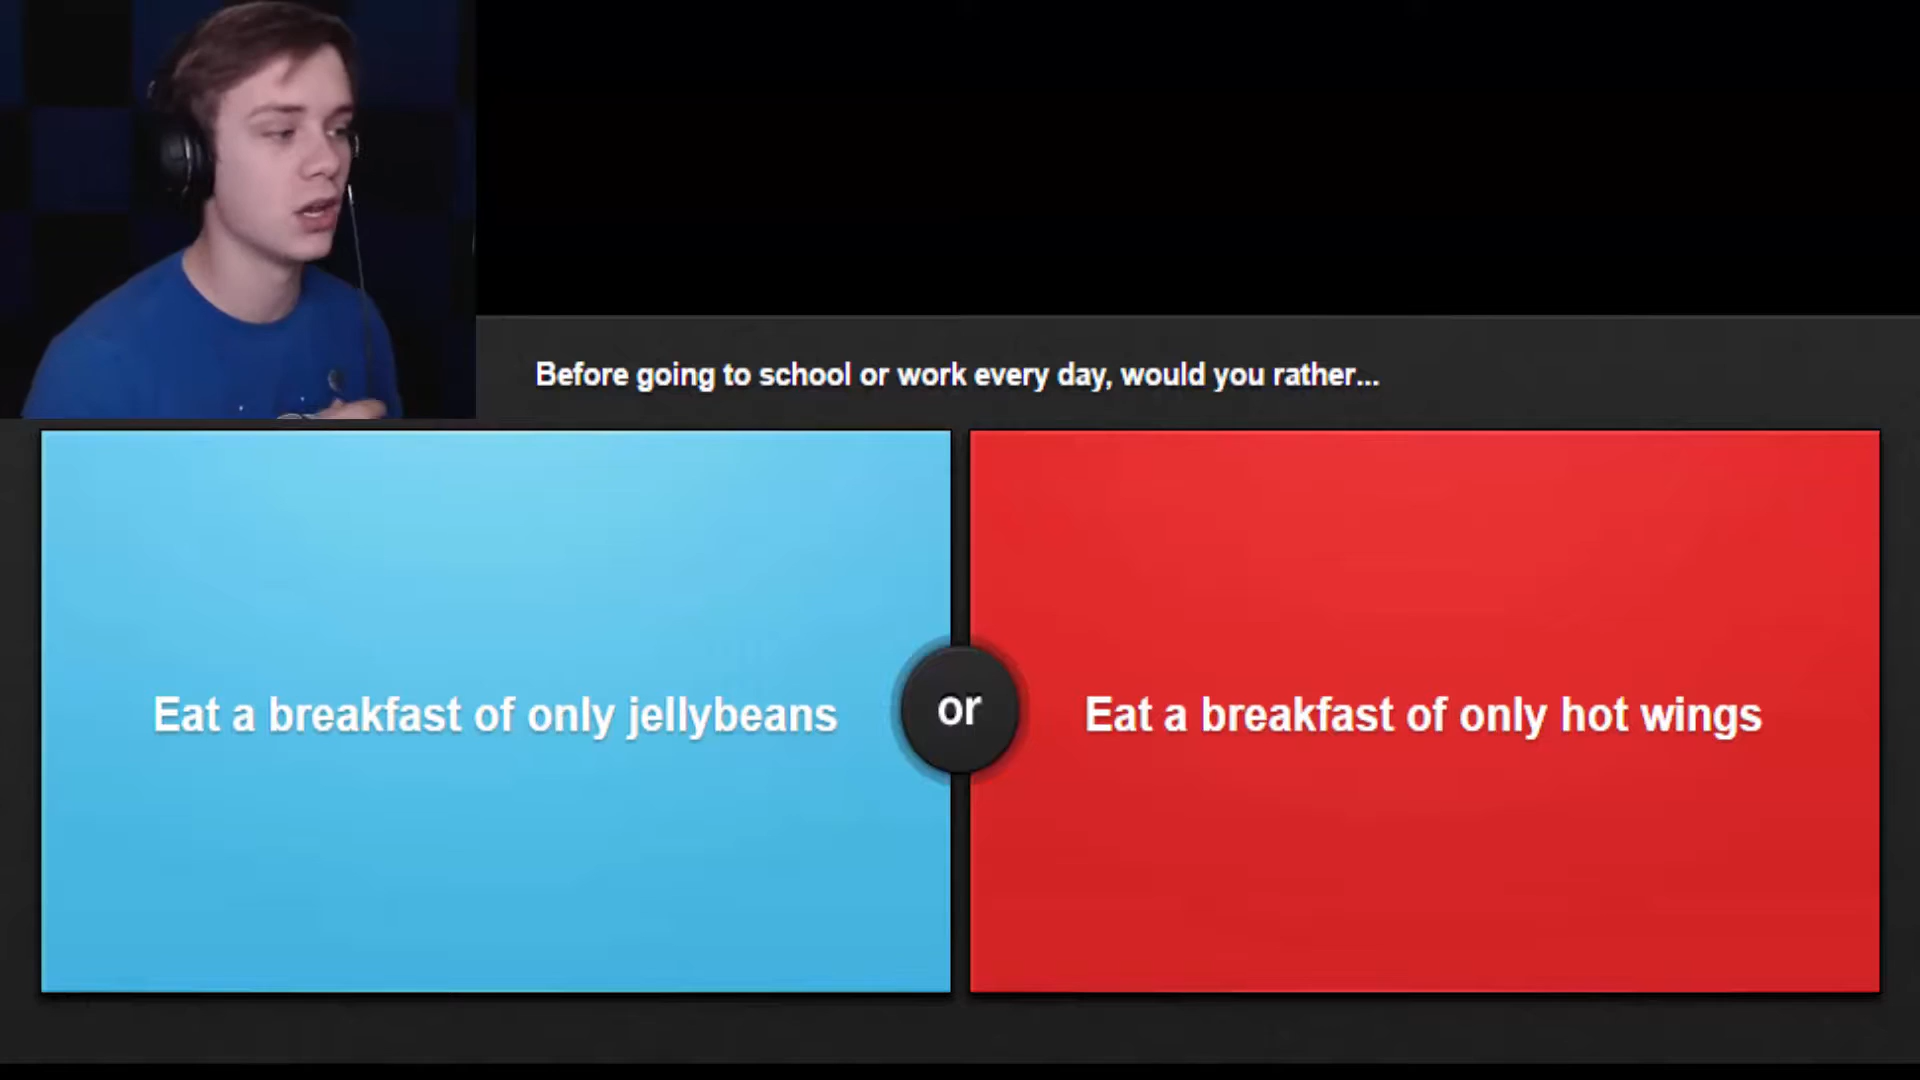 Before going to school or work every day, would you rather...
Eat a breakfast of only jellybeans
or
Eat a breakfast of only hot wings